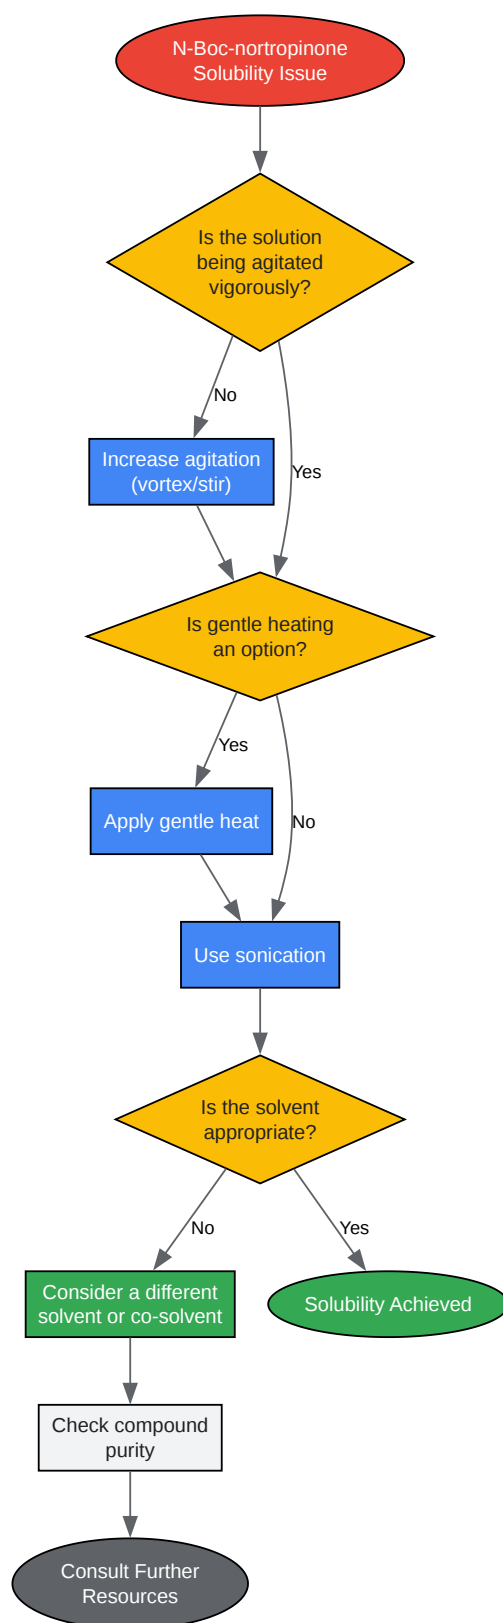 N-Boc-nortropinone
Solubility Issue
Is the solution
being agitated
vigorously?
No
Increase agitation
(vortex/stir)
Yes
Is gentle heating
an option?
Yes
Apply gentle heat
No
Use sonication
Is the solvent
appropriate?
No
Yes
Consider a different
solvent or co-solvent
Solubility Achieved
Check compound
purity
Consult Further
Resources